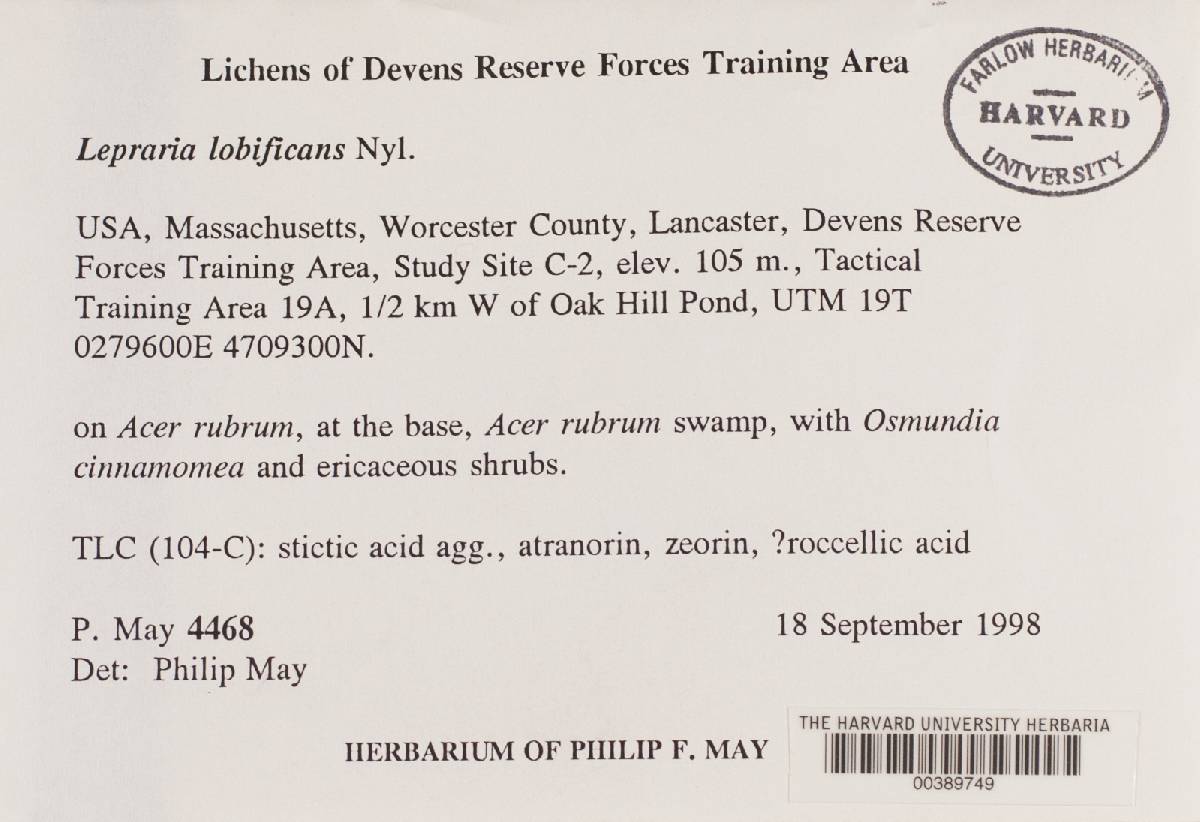 Lichens of Devens Reserve Forces Training Area
FARLOW HERBARIUM
HARVARD
UNIVERSITY
Lepraria lobificans Nyl.
USA, Massachusetts, Worcester County, Lancaster, Devens Reserve
Forces Training Area, Study Site C-2, elev. 105 m., Tactical
Training Area 19A, 1/2 km W of Oak Hill Pond, UTM 19T
0279600E 4709300N.
on Acer rubrum, at the base, Acer rubrum swamp, with Osmundia
cinnamomea and ericaceous shrubs.
TLC (104-C): stictic acid agg., atranorin, zeorin, ?roccellic acid
P. May 4468 18 September 1998
Det: Philip May
HERBARIUM OF PHILIP F. MAY
THE HARVARD UNIVERSITY HERBARIA
00389749